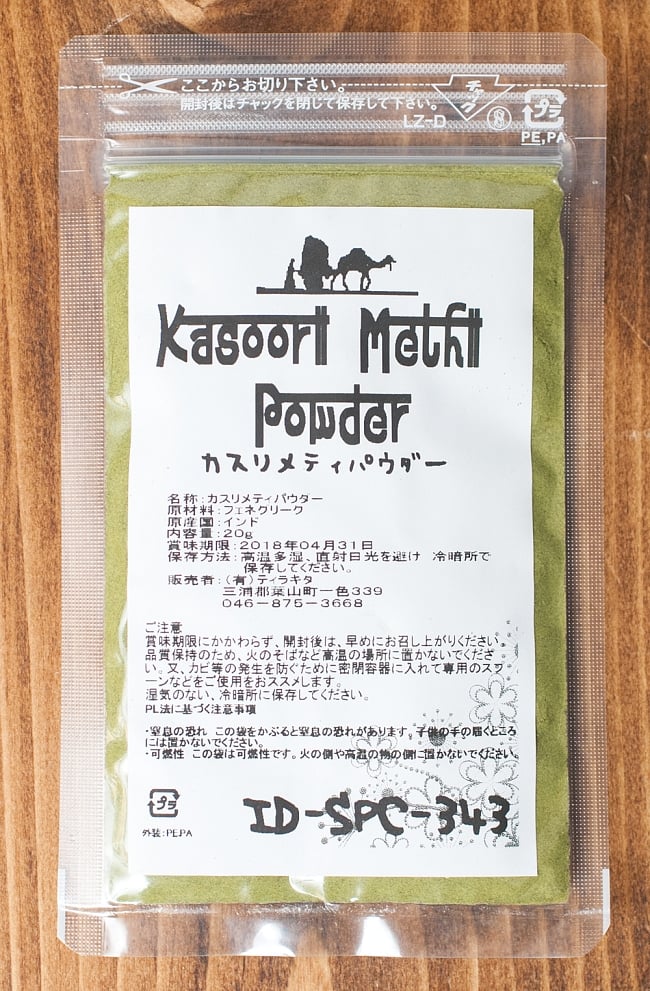 ここからお切り下さい。
開封後はチャックを閉じて保存して下さい。
チャック
LZ-D
プラ
PE,PA
Kasoori Methi
Powder
カスリメティパウダー
名称:カスリメティパウダー
原材料:フェネグリーク
原産国:インド
内容量:20g
賞味期限:2018年04月31日
保存方法:高温多湿、直射日光を避け 冷暗所で
保存してください。
販売者:(有)ティラキタ
三浦郡葉山町一色339
046-875-3668
ご注意
賞味期限にかかわらず、開封後は、早めにお召し上がりください。
品質保持のため、火のそばなど高温の場所に置かないでくださ
い。又、カビ等の発生を防ぐために密閉容器に入れて専用のスプ
ーンなどをご使用をおススメします。
湿気のない、冷暗所に保存してください。
PL法に基づく注意事項
・窒息の恐れ この袋をかぶると窒息の恐れがあります。子供の手の届くところ
には置かないでください。
・可燃性 この袋は可燃性です。火の側や高温の物の側に置かないでください。
プラ
外装:PE,PA
ID-SPC-343